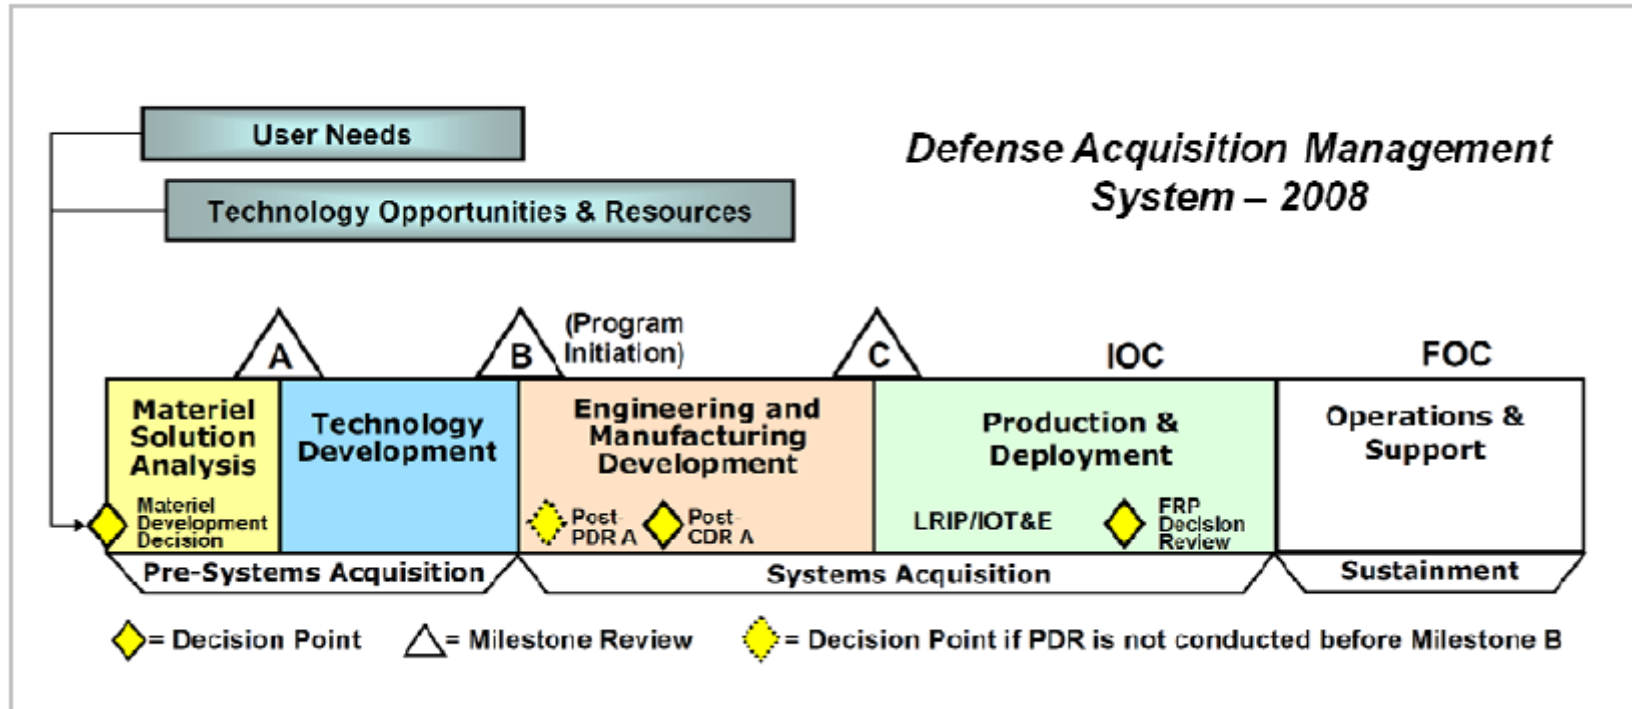 User Needs
Technology Opportunities & Resources
Defense Acquisition Management
System – 2008
A
B
(Program
Initiation)
C
IOC
FOC
Materiel
Solution
Analysis
Technology
Development
Engineering and
Manufacturing
Development
Production &
Deployment
Operations &
Support
Materiel
Development
Decision
Post-
PDR A
Post-
CDR A
LRIP/IOT&E
FRP
Decision
Review
Pre-Systems Acquisition
Systems Acquisition
Sustainment
= Decision Point
= Milestone Review
= Decision Point if PDR is not conducted before Milestone B